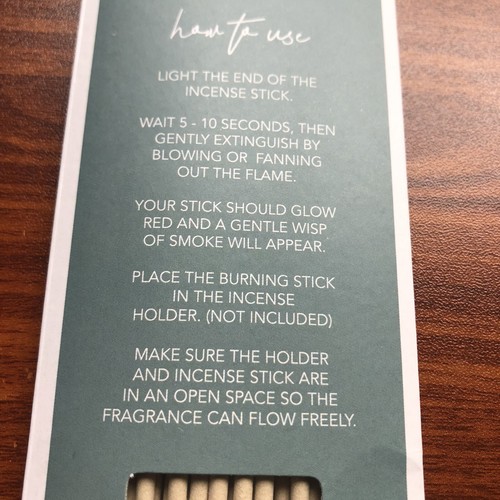 how to use
LIGHT THE END OF THE
INCENSE STICK.
WAIT 5 - 10 SECONDS, THEN
GENTLY EXTINGUISH BY
BLOWING OR FANNING
OUT THE FLAME.
YOUR STICK SHOULD GLOW
RED AND A GENTLE WISP
OF SMOKE WILL APPEAR.
PLACE THE BURNING STICK
IN THE INCENSE
HOLDER. (NOT INCLUDED)
MAKE SURE THE HOLDER
AND INCENSE STICK ARE
IN AN OPEN SPACE SO THE
FRAGRANCE CAN FLOW FREELY.